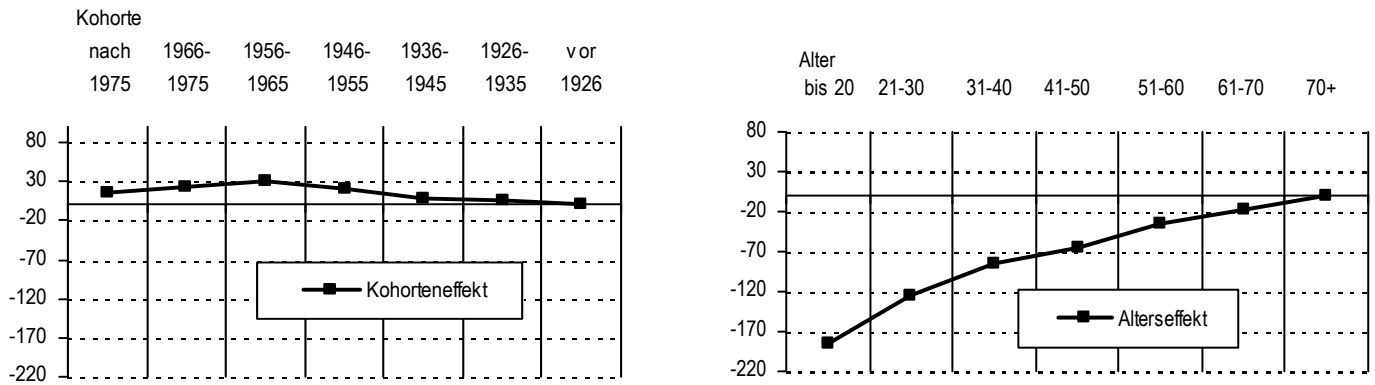 Kohorte
nach 1966- 1956- 1946- 1936- 1926- vor
1975 1975 1965 1955 1945 1935 1926
80
30
-20
-70
-120
-170
-220
Kohorteneffekt
Alter
bis 20 21-30 31-40 41-50 51-60 61-70 70+
80
30
-20
-70
-120
-170
-220
Alterseffekt